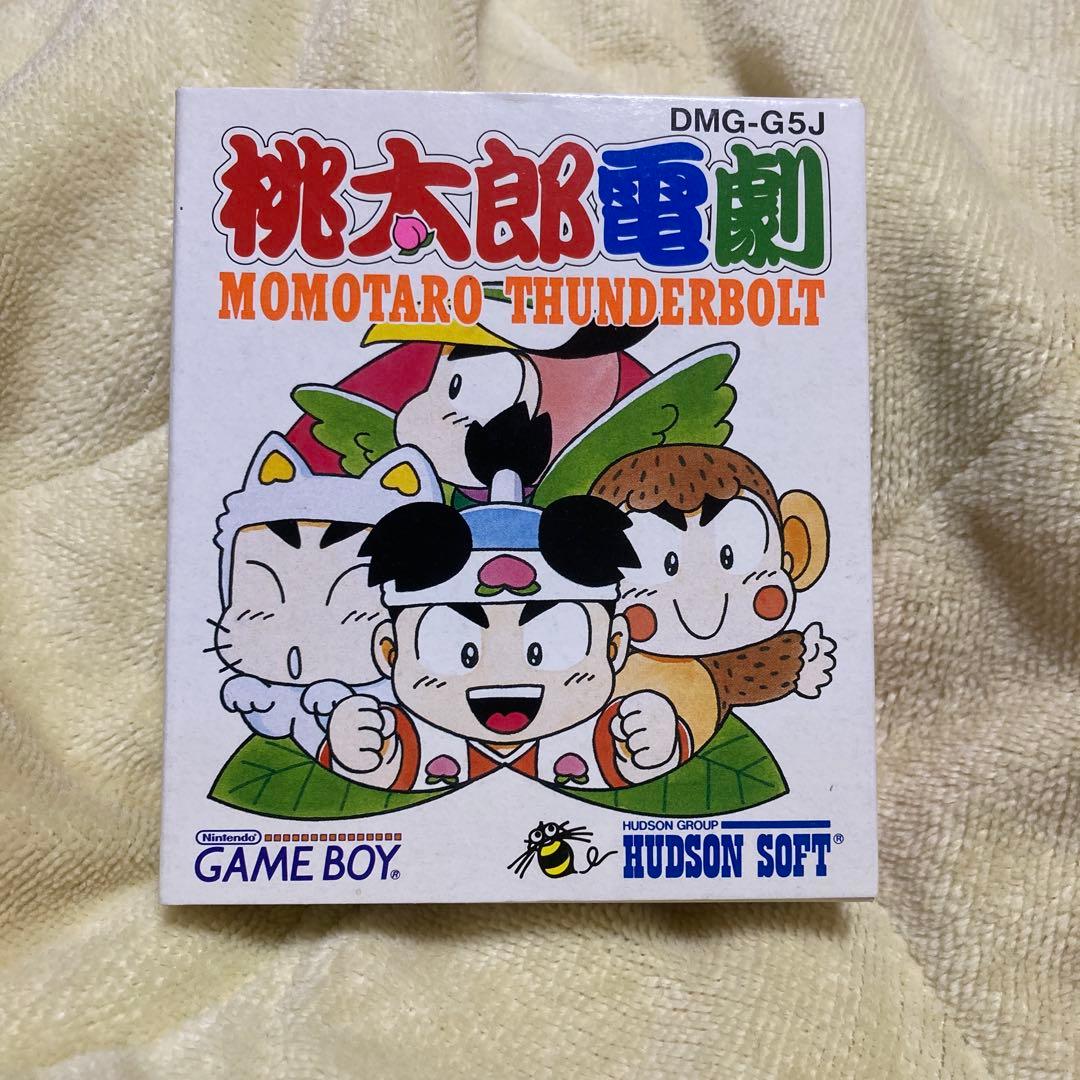 DMG-G5J
桃太郎電劇
MOMOTARO THUNDERBOLT
Nintendo®
GAME BOY®
HUDSON GROUP
HUDSON SOFT®